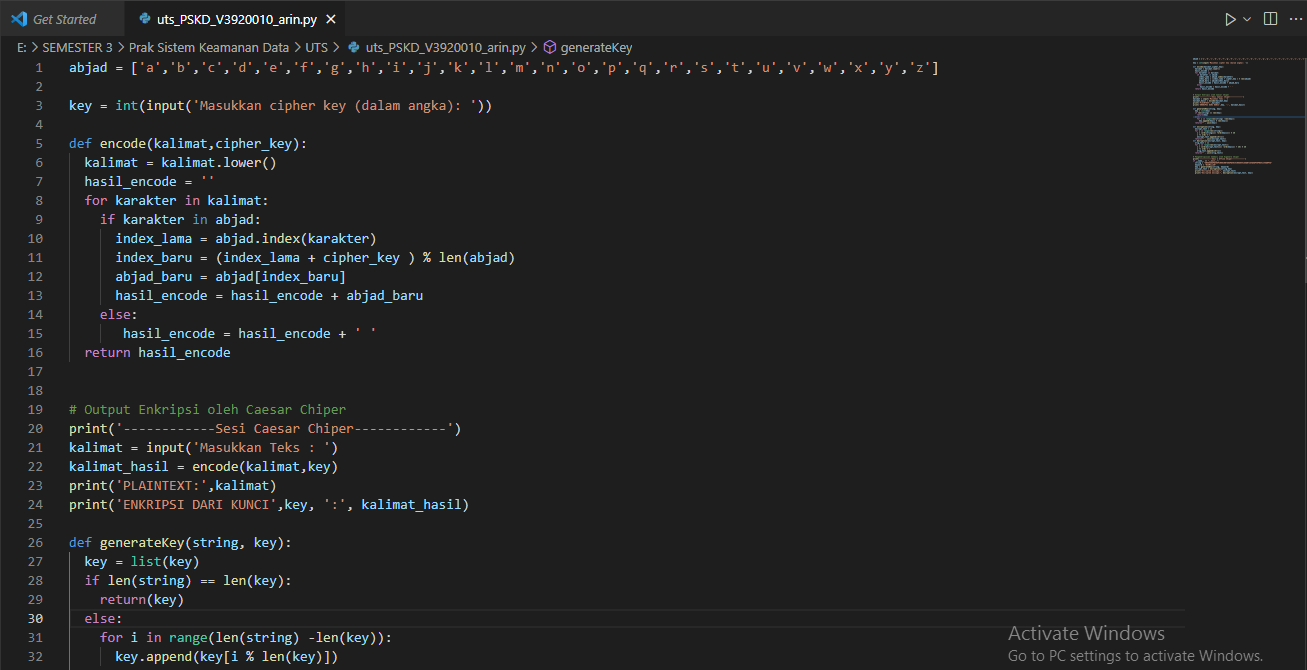 Get Started uts_PSKD_V3920010_arin.py
E: > SEMESTER 3 > Prak Sistem Keamanan Data > UTS > uts_PSKD_V3920010_arin.py > generateKey
1 abjad = ['a','b','c','d','e','f','g','h','i','j','k','l','m','n','o','p','q','r','s','t','u','v','w','x','y','z']
2
3 key = int(input('Masukkan cipher key (dalam angka): '))
4
5 def encode(kalimat,cipher_key):
6   kalimat = kalimat.lower()
7   hasil_encode = ''
8   for karakter in kalimat:
9     if karakter in abjad:
10       index_lama = abjad.index(karakter)
11       index_baru = (index_lama + cipher_key ) % len(abjad)
12       abjad_baru = abjad[index_baru]
13       hasil_encode = hasil_encode + abjad_baru
14     else:
15        hasil_encode = hasil_encode + ' '
16   return hasil_encode
17
18
19 # Output Enkripsi oleh Caesar Chiper
20 print('------------Sesi Caesar Chiper------------')
21 kalimat = input('Masukkan Teks : ')
22 kalimat_hasil = encode(kalimat,key)
23 print('PLAINTEXT:',kalimat)
24 print('ENKRIPSI DARI KUNCI',key, ':', kalimat_hasil)
25
26 def generateKey(string, key):
27   key = list(key)
28   if len(string) == len(key):
29     return(key)
30   else:
31     for i in range(len(string) -len(key)):
32       key.append(key[i % len(key)])
Activate Windows
Go to PC settings to activate Windows.